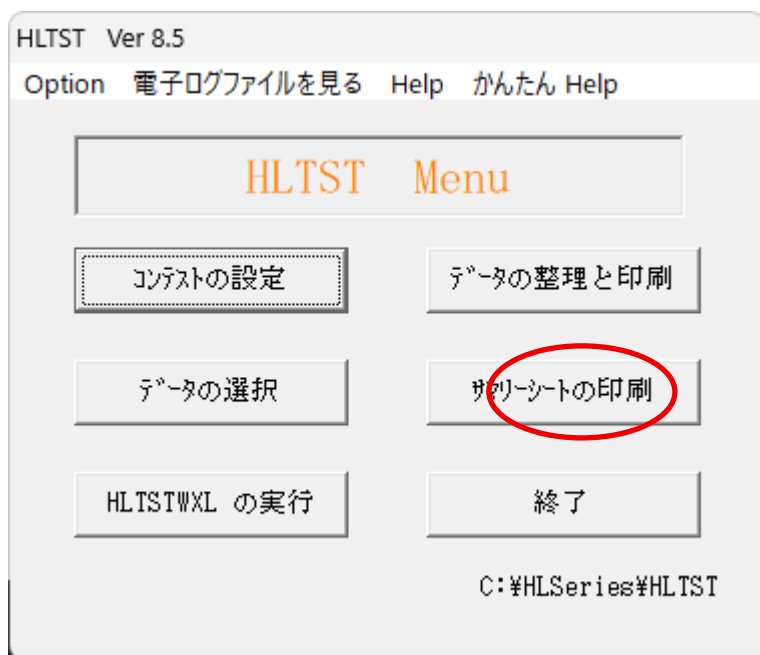 HLTST Ver 8.5
Option 電子ログファイルを見る Help かんたん Help
HLTST Menu
ｺﾝﾃｽﾄの設定
ﾃﾞｰﾀの整理と印刷
ﾃﾞｰﾀの選択
ｻﾏﾘｰｼｰﾄの印刷
HLTSTWXL の実行
終了
C:¥HLSeries¥HLTST